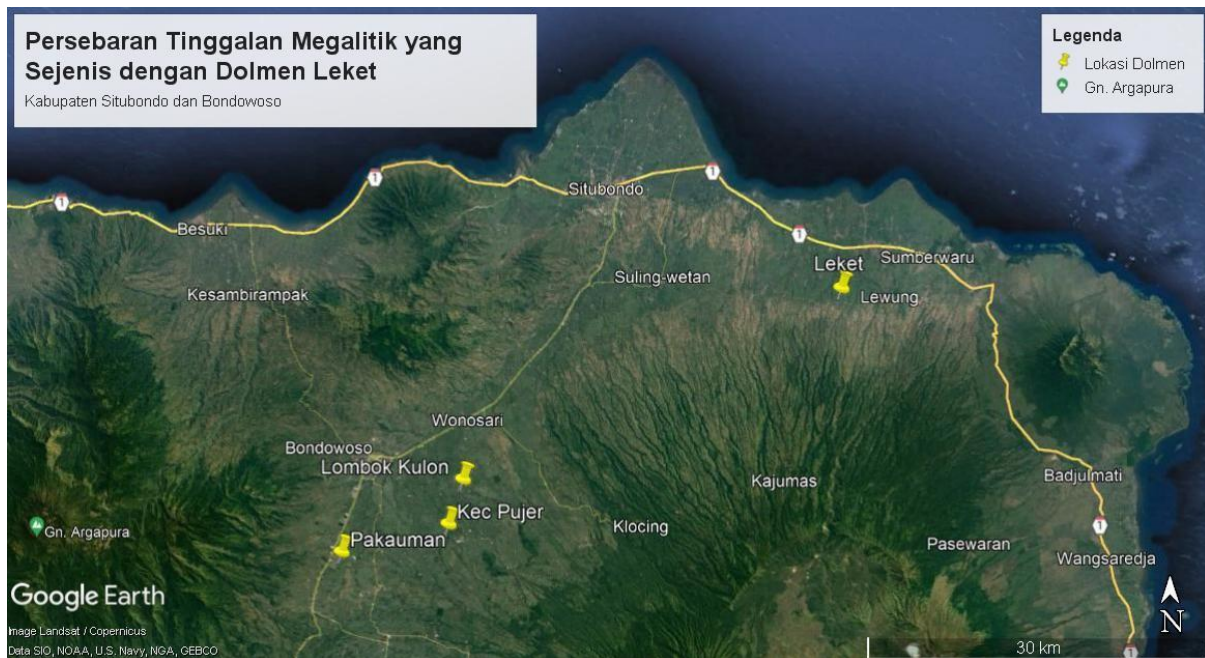 Persebaran Tinggalan Megalitik yang
Sejenis dengan Dolmen Leket
Kabupaten Situbondo dan Bondowoso
Legenda
Lokasi Dolmen
Gn. Argapura
1
1
1
Situbondo
Besuki
1
Leket
Sumberwaru
Suling-wetan
Kesambirampak
Lewung
Wonosari
Bondowoso
Lombok Kulon
Kajumas
Badjulmati
Kec Pujer
Klocing
1
Gn. Argapura
Pakauman
Pasewaran
Wangsaredja
Google Earth
N
Image Landsat / Copernicus
Data SIO, NOAA, U.S. Navy, NGA, GEBCO
30 km
1